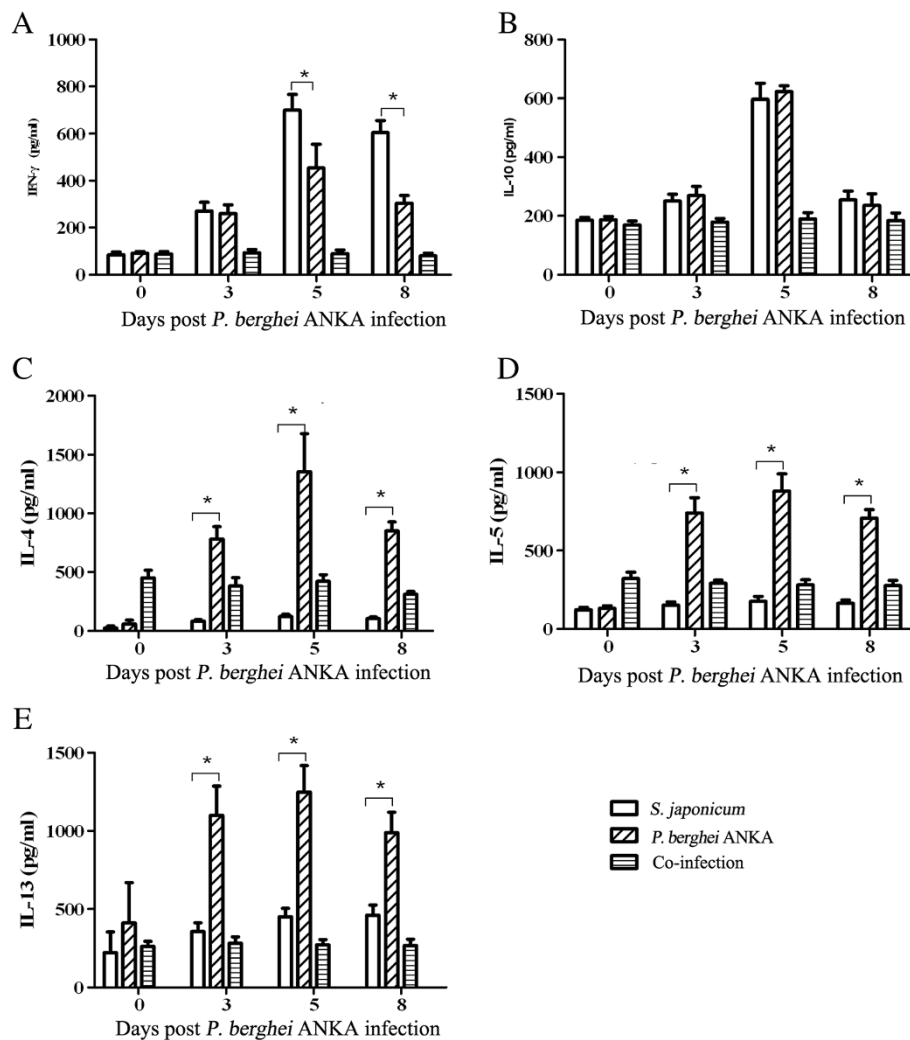 A
1000
800
600
400
200
0
IFN-γ (pg/ml)
*
*
0 3 5 8
Days post P. berghei ANKA infection
B
800
600
400
200
0
IL-10 (pg/ml)
0 3 5 8
Days post P. berghei ANKA infection
C
2000
1500
1000
500
0
IL-4 (pg/ml)
*
*
*
0 3 5 8
Days post P. berghei ANKA infection
D
1500
1000
500
0
IL-5 (pg/ml)
*
*
*
0 3 5 8
Days post P. berghei ANKA infection
E
1500
1000
500
0
IL-13 (pg/ml)
*
*
*
0 3 5 8
Days post P. berghei ANKA infection
S. japonicum
P. berghei ANKA
Co-infection